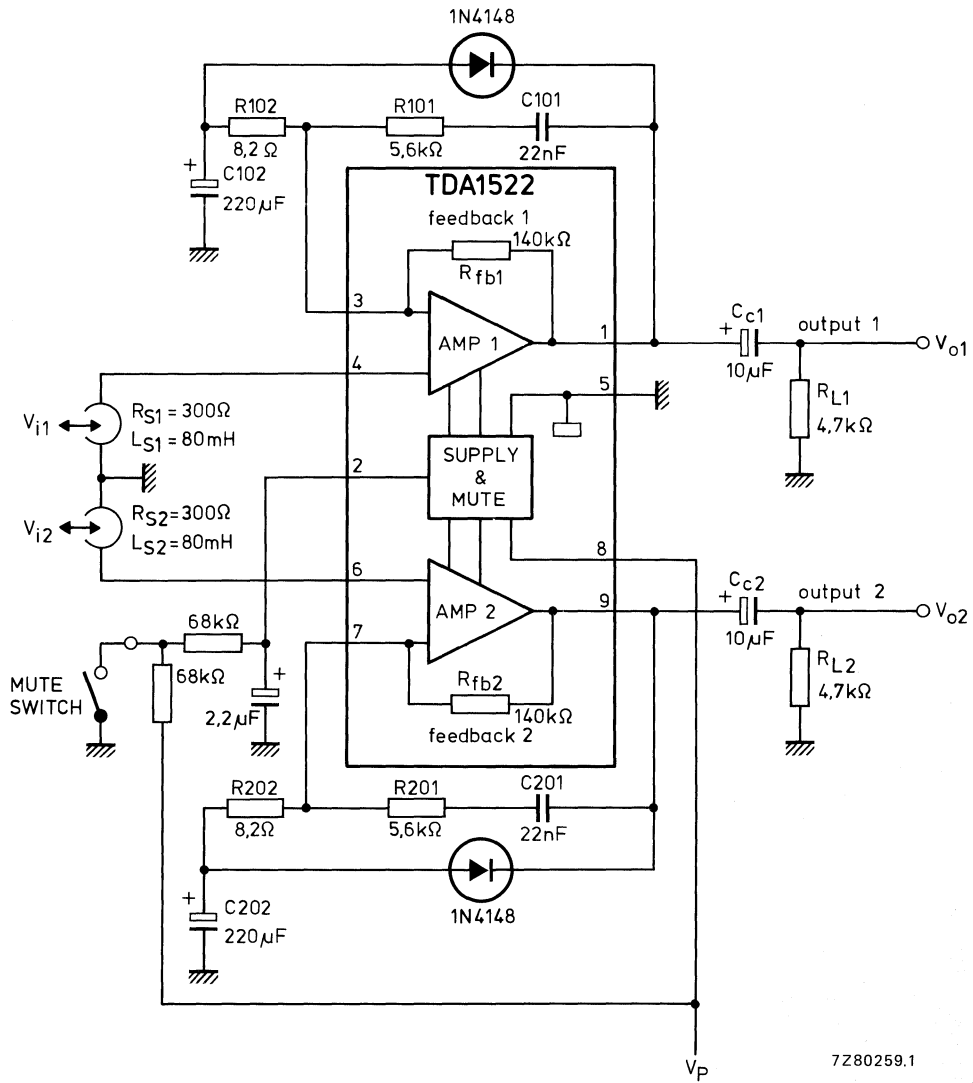 1N4148
R102
8,2 Ω
R101
5,6kΩ
C101
22nF
+
C102
220µF
TDA1522
feedback 1
140kΩ
Rfb1
3
AMP 1
1
+
Cc1
10µF
output 1
Vo1
4
5
RL1
4,7kΩ
Vi1
RS1=300Ω
LS1=80mH
2
SUPPLY
&
MUTE
Vi2
RS2=300Ω
LS2=80mH
8
6
AMP 2
9
+
Cc2
10µF
output 2
Vo2
7
68kΩ
68kΩ
+
2,2µF
MUTE
SWITCH
Rfb2
140kΩ
feedback 2
RL2
4,7kΩ
R202
8,2Ω
R201
5,6kΩ
C201
22nF
+
C202
220µF
1N4148
VP
7Z80259.1